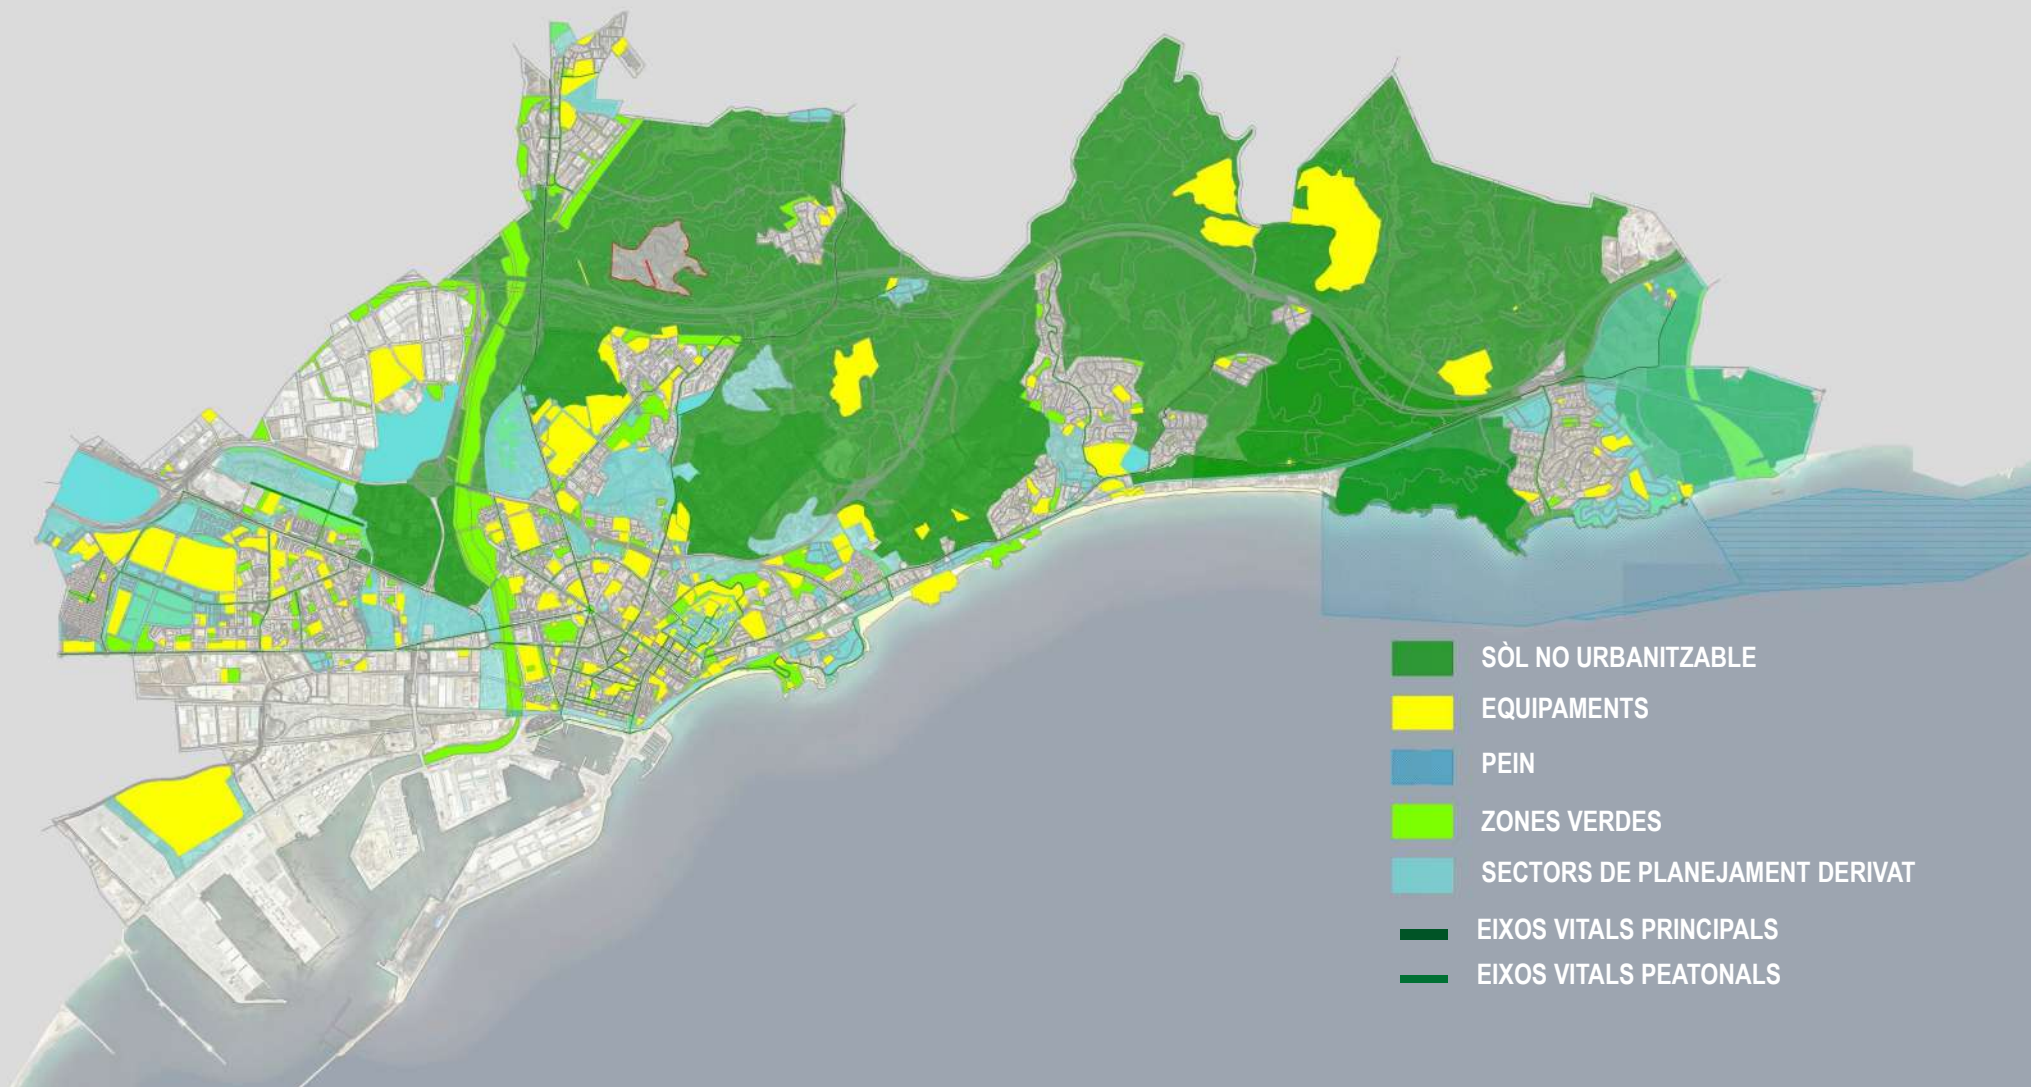 SÒL NO URBANITZABLE
EQUIPAMENTS
PEIN
ZONES VERDES
SECTORS DE PLANEJAMENT DERIVAT
EIXOS VITALS PRINCIPALS
EIXOS VITALS PEATONALS